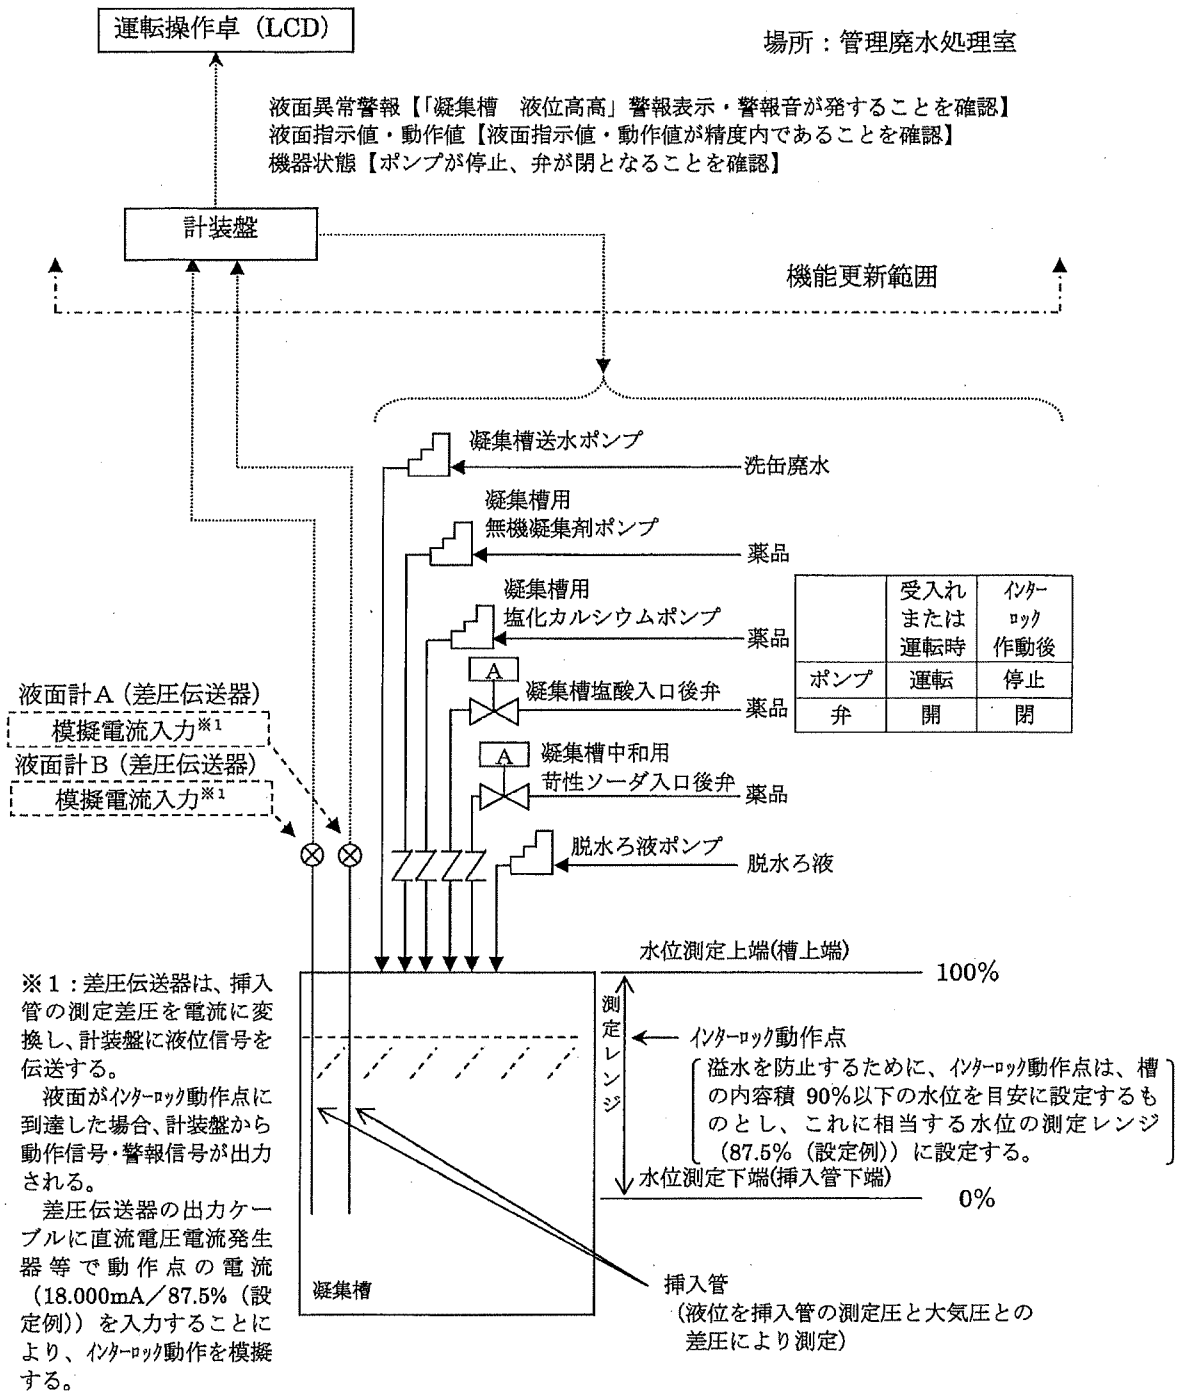 運転操作卓（LCD）
場所：管理廃水処理室
液面異常警報【「凝集槽　液位高高」警報表示・警報音が発することを確認】
液面指示値・動作値【液面指示値・動作値が精度内であることを確認】
機器状態【ポンプが停止、弁が閉となることを確認】
計装盤
機能更新範囲
凝集槽送水ポンプ
洗缶廃水
凝集槽用
無機凝集剤ポンプ
薬品
凝集槽用
塩化カルシウムポンプ
薬品
受入れ
または
運転時
ｲﾝﾀｰ
ﾛｯｸ
作動後
ポンプ
運転
停止
弁
開
閉
A
凝集槽塩酸入口後弁
薬品
A
凝集槽中和用
苛性ソーダ入口後弁
薬品
液面計A（差圧伝送器）
模擬電流入力※1
液面計B（差圧伝送器）
模擬電流入力※1
脱水ろ液ポンプ
脱水ろ液
水位測定上端(槽上端)
100%
測定レンジ
ｲﾝﾀｰﾛｯｸ動作点
溢水を防止するために、ｲﾝﾀｰﾛｯｸ動作点は、槽
の内容積 90%以下の水位を目安に設定するも
のとし、これに相当する水位の測定レンジ
（87.5%（設定例））に設定する。
水位測定下端(挿入管下端)
0%
※１：差圧伝送器は、挿入
管の測定差圧を電流に変
換し、計装盤に液位信号を
伝送する。
液面がｲﾝﾀｰﾛｯｸ動作点に
到達した場合、計装盤から
動作信号・警報信号が出力
される。
差圧伝送器の出力ケー
ブルに直流電圧電流発生
器等で動作点の電流
（18.000mA／87.5%（設
定例））を入力することに
より、ｲﾝﾀｰﾛｯｸ動作を模擬
する。
凝集槽
挿入管
（液位を挿入管の測定圧と大気圧との
差圧により測定）